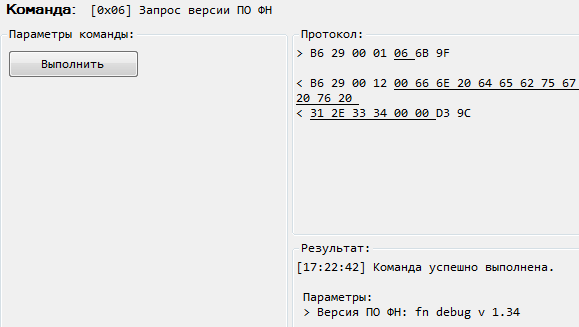 Команда: [0x06] Запрос версии ПО ФН
Параметры команды:
Выполнить
Протокол:
> B6 29 00 01 06 6B 9F
< B6 29 00 12 00 66 6E 20 64 65 62 75 67
20 76 20
< 31 2E 33 34 00 00 D3 9C
Результат:
[17:22:42] Команда успешно выполнена.
Параметры:
> Версия ПО ФН: fn debug v 1.34